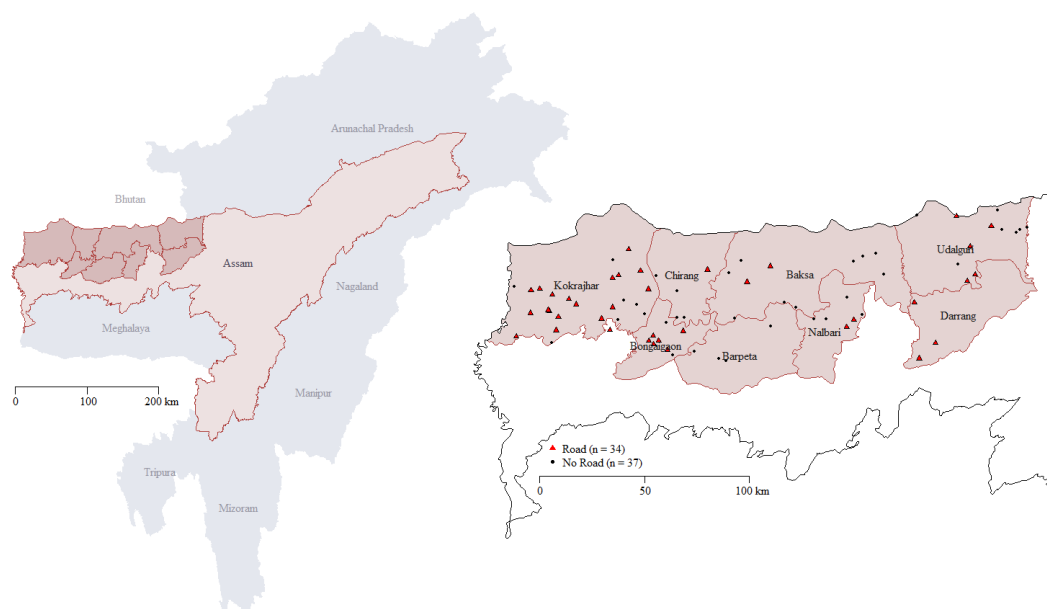 Arunachal Pradesh
Bhutan
Assam
Nagaland
Meghalaya
Manipur
Tripura
Mizoram
0 100 200 km
Udalguri
Chirang
Baksa
Kokrajhar
Darrang
Nalbari
Bongaigaon
Barpeta
Road (n = 34)
No Road (n = 37)
0 50 100 km